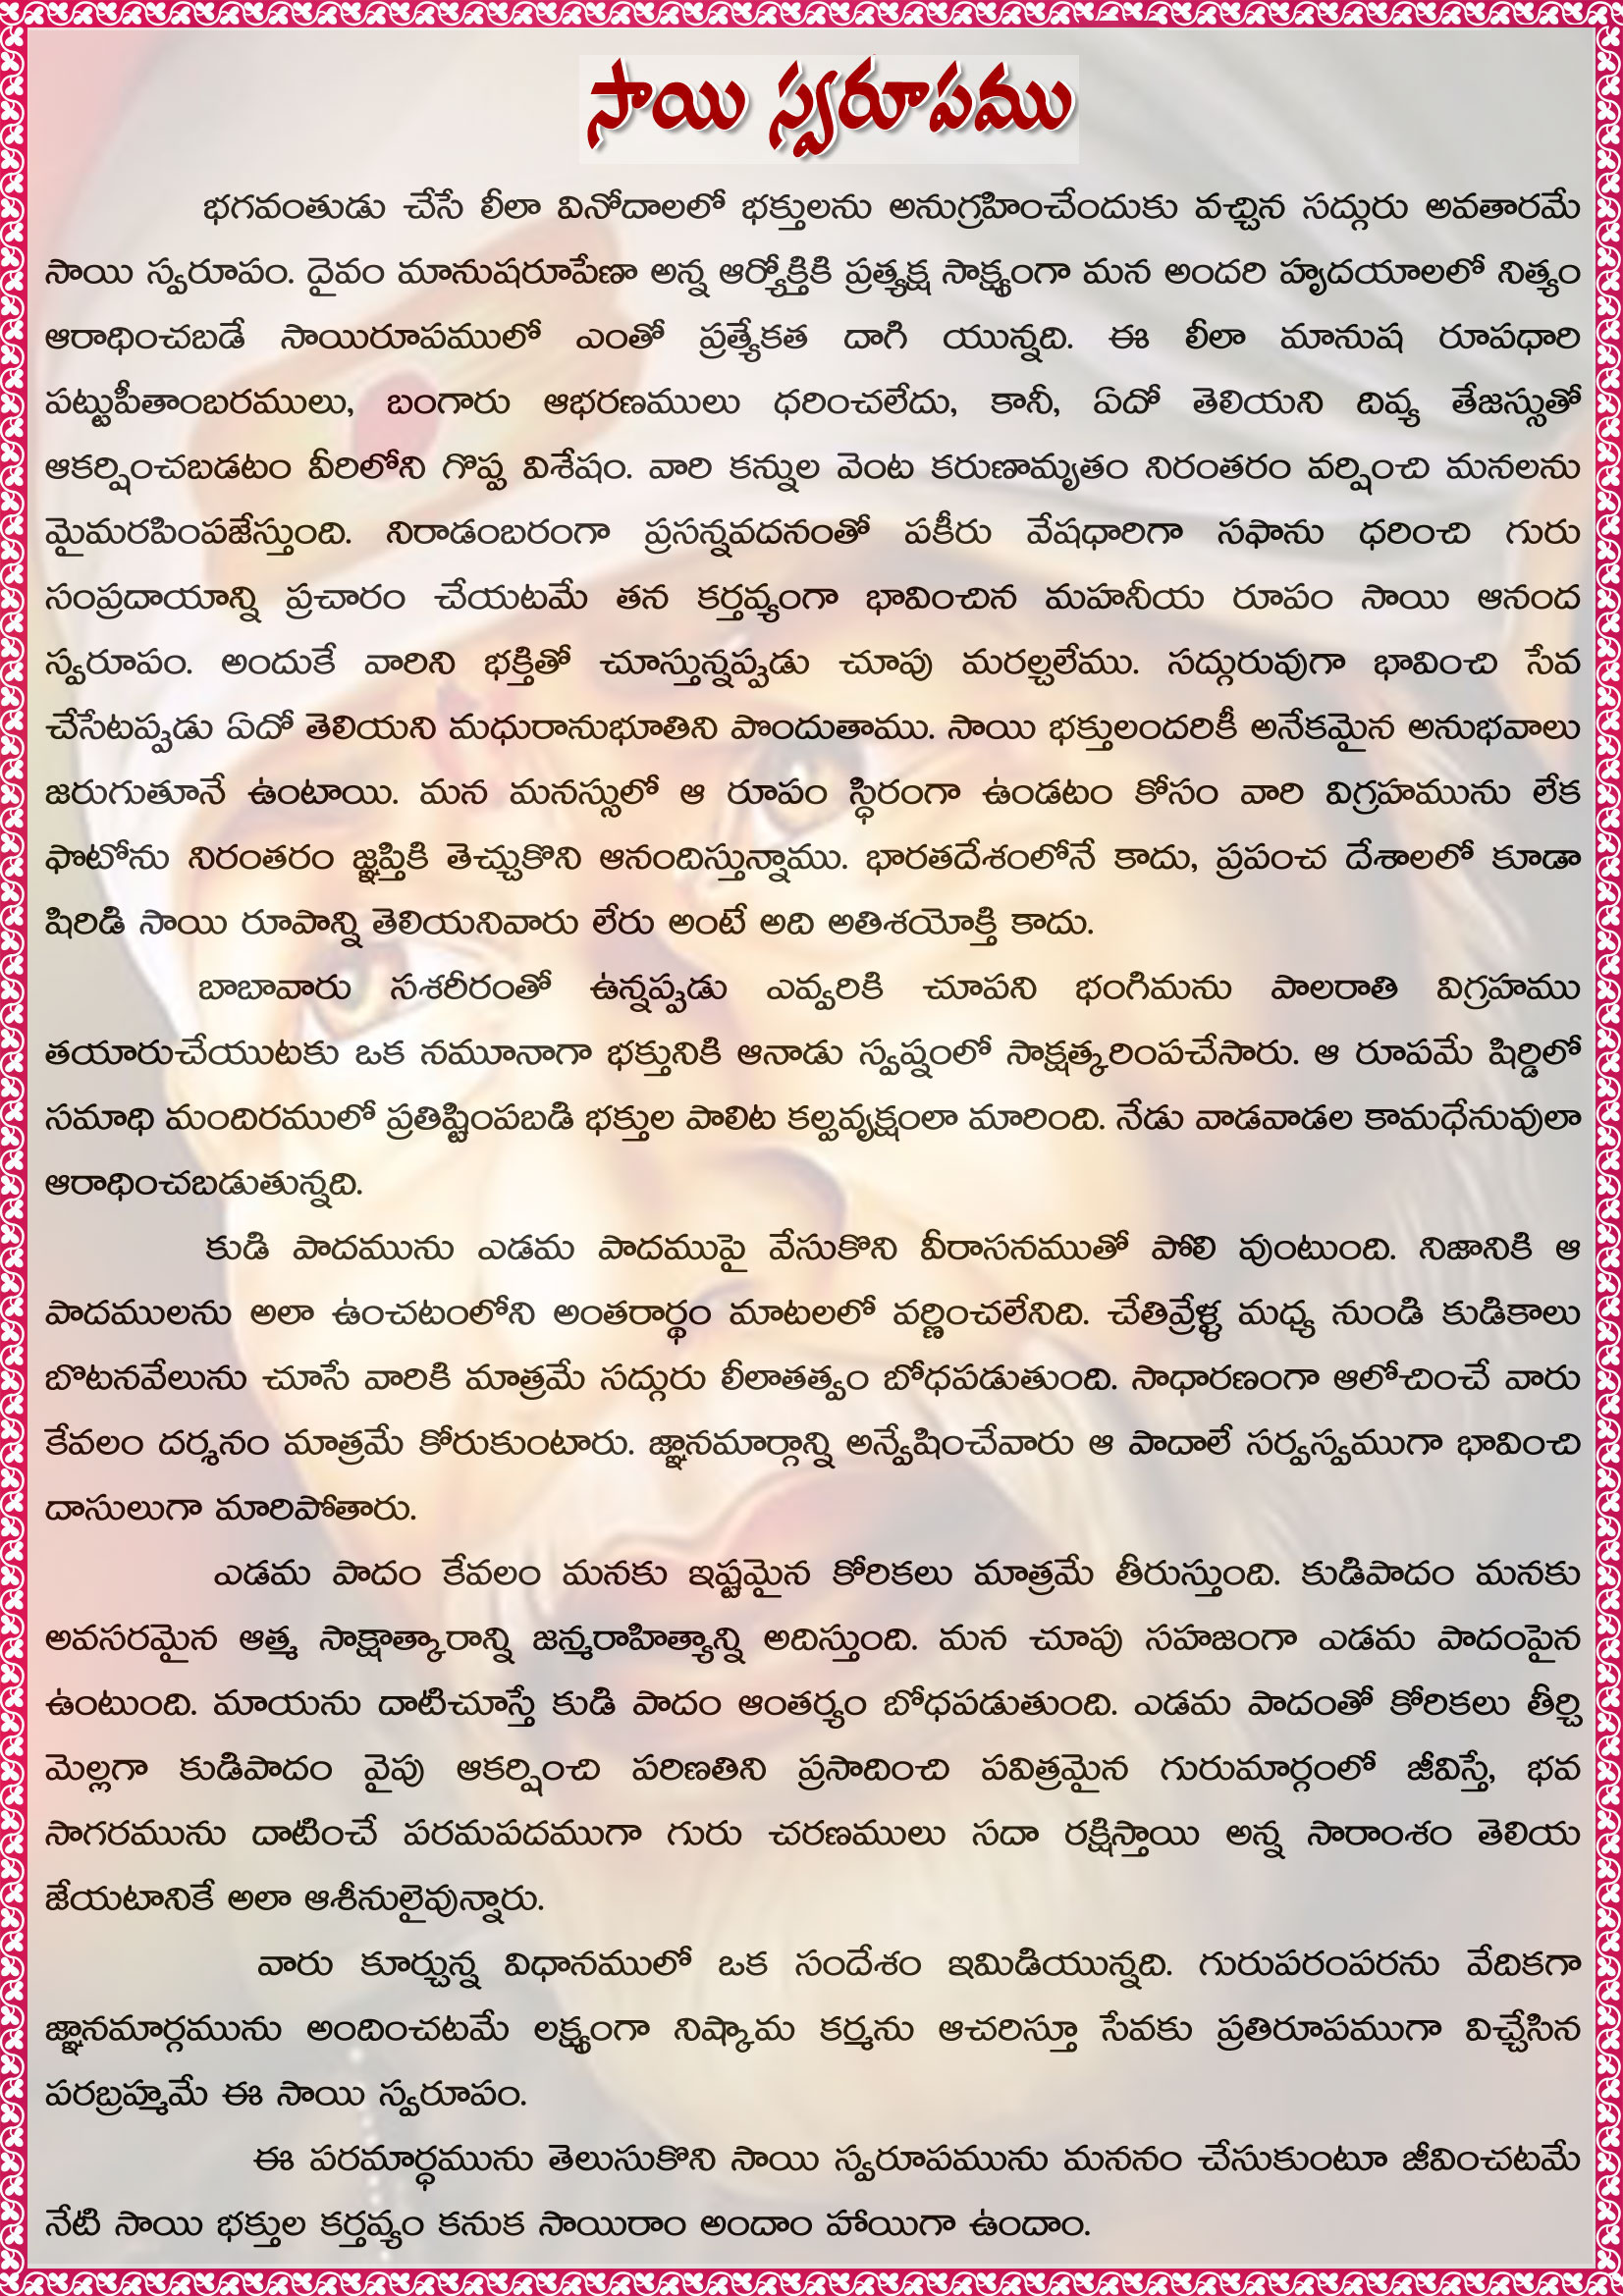 సాయి స్వరూపము
భగవంతుడు చేసే లీలా వినోదాలలో భక్తులను అనుగ్రహించేందుకు వచ్చిన సద్గురు అవతారమే
సాయి స్వరూపం. దైవం మానుషరూపేణా అన్న ఆర్యోక్తికి ప్రత్యక్ష సాక్ష్యంగా మన అందరి హృదయాలలో నిత్యం
ఆరాధించబడే సాయిరూపములో ఎంతో ప్రత్యేకత దాగి యున్నది. ఈ లీలా మానుష రూపధారి
పట్టుపీతాంబరములు, బంగారు ఆభరణములు ధరించలేదు, కానీ, ఏదో తెలియని దివ్య తేజస్సుతో
ఆకర్షించబడటం వీరిలోని గొప్ప విశేషం. వారి కన్నుల వెంట కరుణామృతం నిరంతరం వర్షించి మనలను
మైమరపింపజేస్తుంది. నిరాడంబరంగా ప్రసన్నవదనంతో పకీరు వేషధారిగా సఫాను ధరించి గురు
సంప్రదాయాన్ని ప్రచారం చేయటమే తన కర్తవ్యంగా భావించిన మహనీయ రూపం సాయి ఆనంద
స్వరూపం. అందుకే వారిని భక్తితో చూస్తున్నప్పడు చూపు మరల్చలేము. సద్గురువుగా భావించి సేవ
చేసేటప్పడు ఏదో తెలియని మధురానుభూతిని పొందుతాము. సాయి భక్తులందరికీ అనేకమైన అనుభవాలు
జరుగుతూనే ఉంటాయి. మన మనస్సులో ఆ రూపం స్ధిరంగా ఉండటం కోసం వారి విగ్రహమును లేక
ఫొటోను నిరంతరం జ్ఞప్తికి తెచ్చుకొని ఆనందిస్తున్నాము. భారతదేశంలోనే కాదు, ప్రపంచ దేశాలలో కూడా
షిరిడి సాయి రూపాన్ని తెలియనివారు లేరు అంటే అది అతిశయోక్తి కాదు.
బాబావారు సశరీరంతో ఉన్నప్పడు ఎవ్వరికి చూపని భంగిమను పాలరాతి విగ్రహము
తయారుచేయుటకు ఒక నమూనాగా భక్తునికి ఆనాడు స్వప్నంలో సాక్షత్కరింపచేసారు. ఆ రూపమే షిర్డిలో
సమాధి మందిరములో ప్రతిష్టింపబడి భక్తుల పాలిట కల్పవృక్షంలా మారింది. నేడు వాడవాడల కామధేనువులా
ఆరాధించబడుతున్నది.
కుడి పాదమును ఎడమ పాదముపై వేసుకొని వీరాసనముతో పోలి వుంటుంది. నిజానికి ఆ
పాదములను అలా ఉంచటంలోని అంతరార్థం మాటలలో వర్ణించలేనిది. చేతివ్రేళ్ళ మధ్య నుండి కుడికాలు
బొటనవేలును చూసే వారికి మాత్రమే సద్గురు లీలాతత్వం బోధపడుతుంది. సాధారణంగా ఆలోచించే వారు
కేవలం దర్శనం మాత్రమే కోరుకుంటారు. జ్ఞానమార్గాన్ని అన్వేషించేవారు ఆ పాదాలే సర్వస్వముగా భావించి
దాసులుగా మారిపోతారు.
ఎడమ పాదం కేవలం మనకు ఇష్టమైన కోరికలు మాత్రమే తీరుస్తుంది. కుడిపాదం మనకు
అవసరమైన ఆత్మ సాక్షాత్కారాన్ని జన్మరాహిత్యాన్ని అదిస్తుంది. మన చూపు సహజంగా ఎడమ పాదంపైన
ఉంటుంది. మాయను దాటిచూస్తే కుడి పాదం ఆంతర్యం బోధపడుతుంది. ఎడమ పాదంతో కోరికలు తీర్చి
మెల్లగా కుడిపాదం వైపు ఆకర్షించి పరిణతిని ప్రసాదించి పవిత్రమైన గురుమార్గంలో జీవిస్తే, భవ
సాగరమును దాటించే పరమపదముగా గురు చరణములు సదా రక్షిస్తాయి అన్న సారాంశం తెలియ
జేయటానికే అలా ఆశీనులైవున్నారు.
వారు కూర్చున్న విధానములో ఒక సందేశం ఇమిడియున్నది. గురుపరంపరను వేదికగా
జ్ఞానమార్గమును అందించటమే లక్ష్యంగా నిష్కామ కర్మను ఆచరిస్తూ సేవకు ప్రతిరూపముగా విచ్చేసిన
పరబ్రహ్మమే ఈ సాయి స్వరూపం.
ఈ పరమార్ధమును తెలుసుకొని సాయి స్వరూపమును మననం చేసుకుంటూ జీవించటమే
నేటి సాయి భక్తుల కర్తవ్యం కనుక సాయిరాం అందాం హాయిగా ఉందాం.